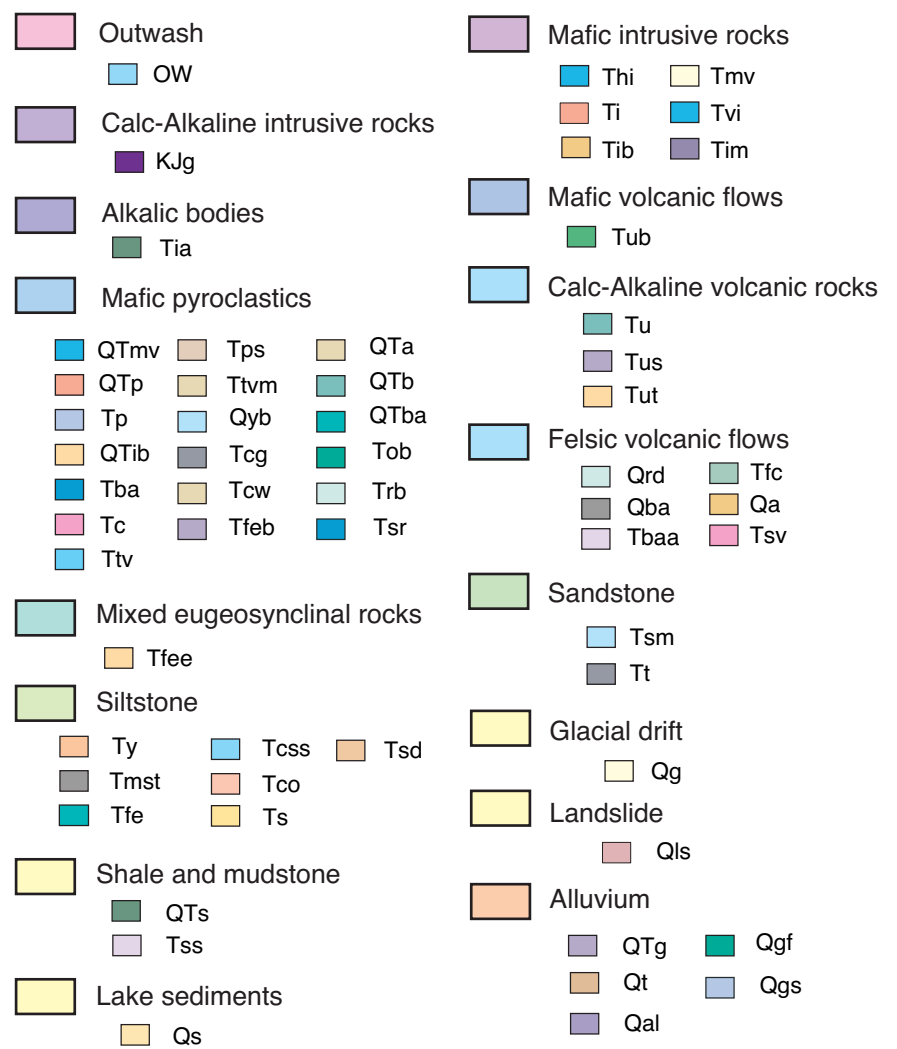 Outwash
OW
Calc-Alkaline intrusive rocks
KJg
Alkalic bodies
Tia
Mafic pyroclastics
QTmv Tps QTa
QTp Ttvm QTb
Tp Qyb QTba
QTib Tcg Tob
Tba Tcw Trb
Tc Tfeb Tsr
Ttv
Mixed eugeosynclinal rocks
Tfee
Siltstone
Ty Tcss Tsd
Tmst Tco
Tfe Ts
Shale and mudstone
QTs
Tss
Lake sediments
Qs
Mafic intrusive rocks
Thi Tmv
Ti Tvi
Tib Tim
Mafic volcanic flows
Tub
Calc-Alkaline volcanic rocks
Tu
Tus
Tut
Felsic volcanic flows
Qrd Tfc
Qba Qa
Tbaa Tsv
Sandstone
Tsm
Tt
Glacial drift
Qg
Landslide
Qls
Alluvium
QTg Qgf
Qt Qgs
Qal